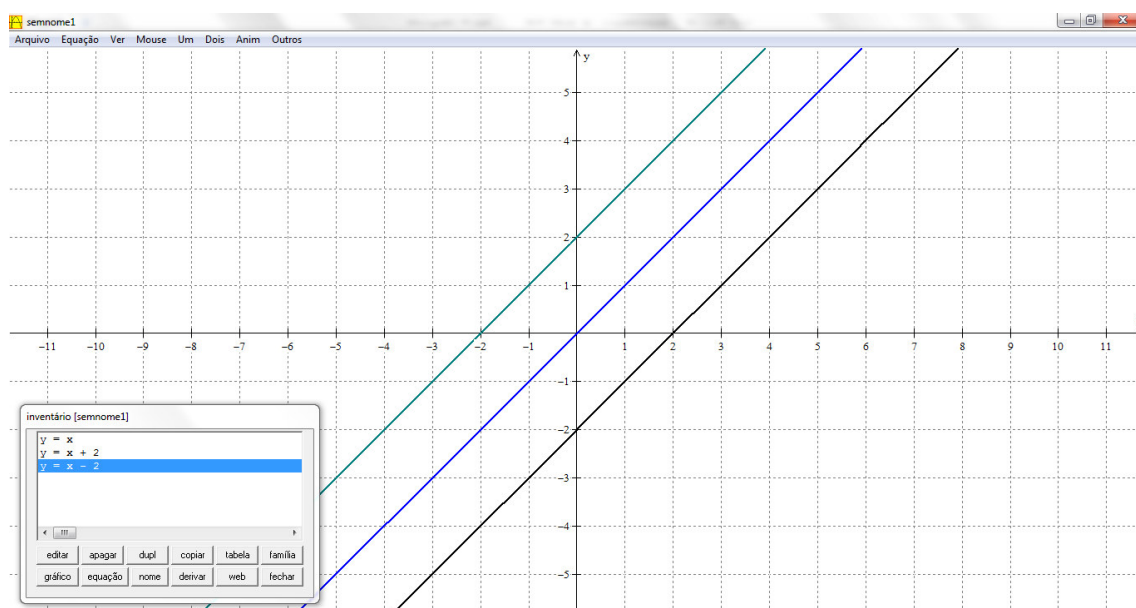 semnome1
Arquivo Equação Ver Mouse Um Dois Anim Outros
y
5
4
3
2
1
−11 −10 −9 −8 −7 −6 −5 −4 −3 −2 −1 1 2 3 4 5 6 7 8 9 10 11
−1
−2
−3
−4
−5
inventário [semnome1]
y = x
y = x + 2
y = x − 2
editar apagar dupl copiar tabela família
gráfico equação nome derivar web fechar